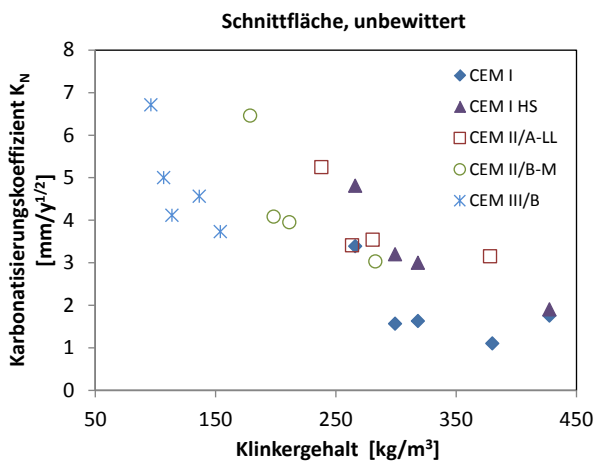 Schnittfläche, unbewittert
Karbonatisierungskoeffizient K_N
[mm/y^1/2]
8
7
6
5
4
3
2
1
0
CEM I
CEM I HS
CEM II/A-LL
CEM II/B-M
CEM III/B
50 150 250 350 450
Klinkergehalt [kg/m³]